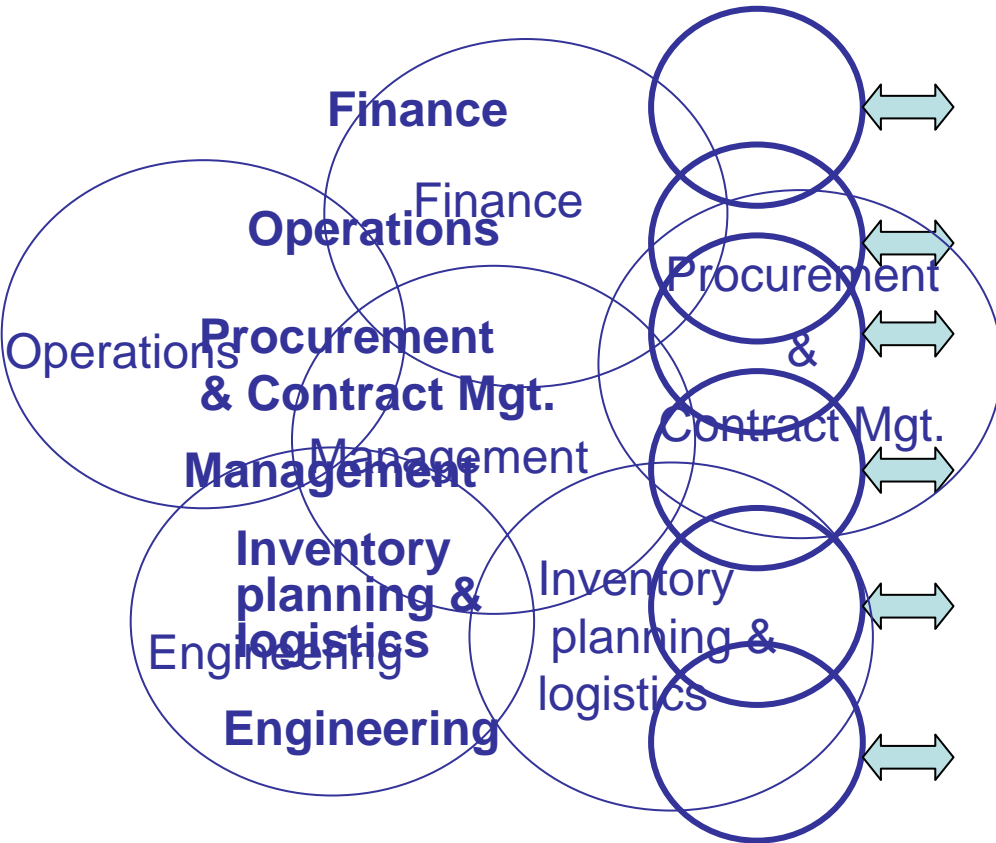 Finance
Finance
Operations
Procurement
&
Contract Mgt.
Operations
Procurement
& Contract Mgt.
Management
Management
Inventory
planning &
logistics
Inventory
planning &
logistics
Engineering
Engineering